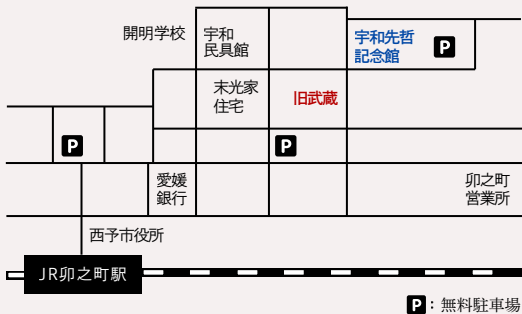 開明学校
宇和
民具館
宇和先哲
記念館
P
末光家
住宅
旧武蔵
P
P
愛媛
銀行
卯之町
営業所
西予市役所
JR卯之町駅
P：無料駐車場